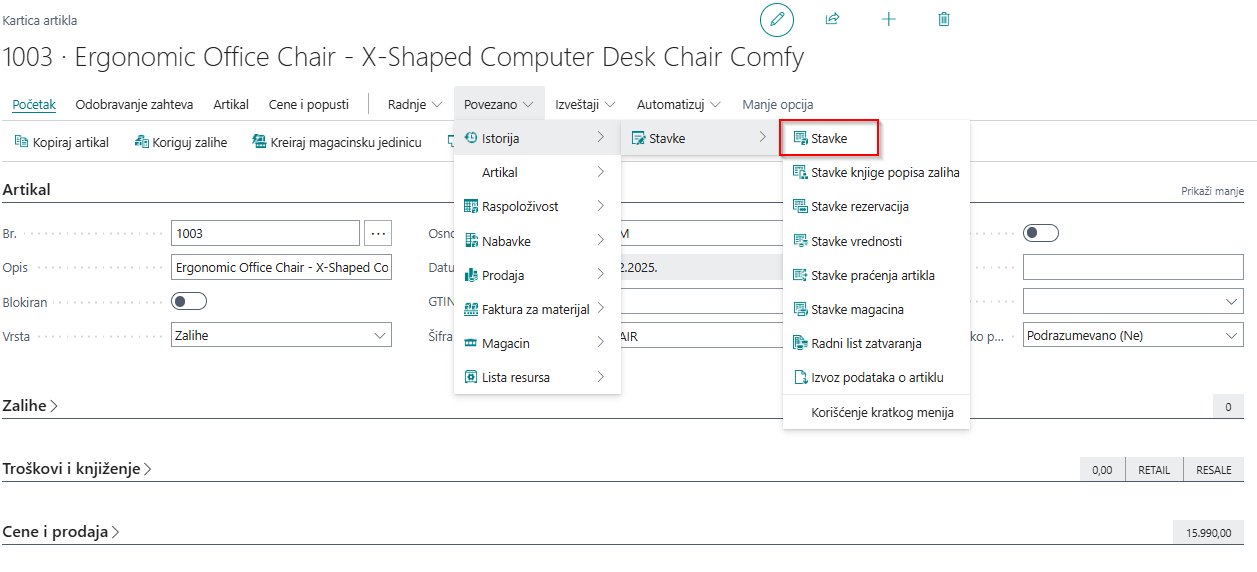 Kartica artikla
1003 · Ergonomic Office Chair - X-Shaped Computer Desk Chair Comfy
Početak Odobravanje zahteva Artikal Cene i popusti Radnje Povezano Izveštaji Automatizuj Manje opcija
Kopiraj artikal Koriguj zalihe Kreiraj magacinsku jedinicu
Istorija
Artikal
Raspoloživost
Nabavke
Prodaja
Faktura za materijal
Magacin
Lista resursa
Stavke
Stavke
Stavke knjige popisa zaliha
Stavke rezervacija
Stavke vrednosti
Stavke praćenja artikla
Stavke magacina
Radni list zatvaranja
Izvoz podataka o artiklu
Korišćenje kratkog menija
Artikal
Prikaži manje
Br. 1003 ...
Opis Ergonomic Office Chair - X-Shaped Co
Blokiran
Vrsta Zalihe
Osno M
Datu 2.2025.
GTIN
Šifra AIR
ko p... Podrazumevano (Ne)
Zalihe 0
Troškovi i knjiženje 0,00 RETAIL RESALE
Cene i prodaja 15.990,00